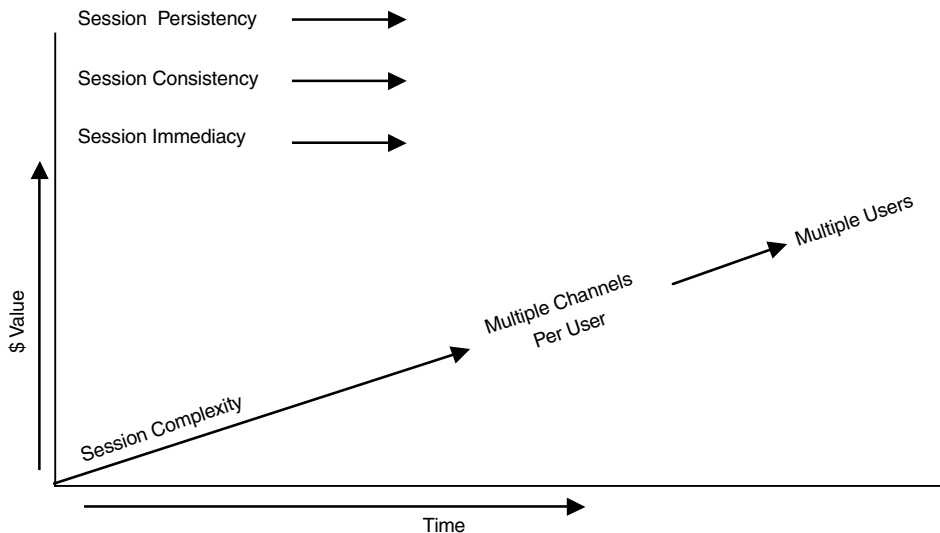 Session Persistency
Session Consistency
Session Immediacy
$ Value
Session Complexity
Multiple Channels
Per User
Multiple Users
Time